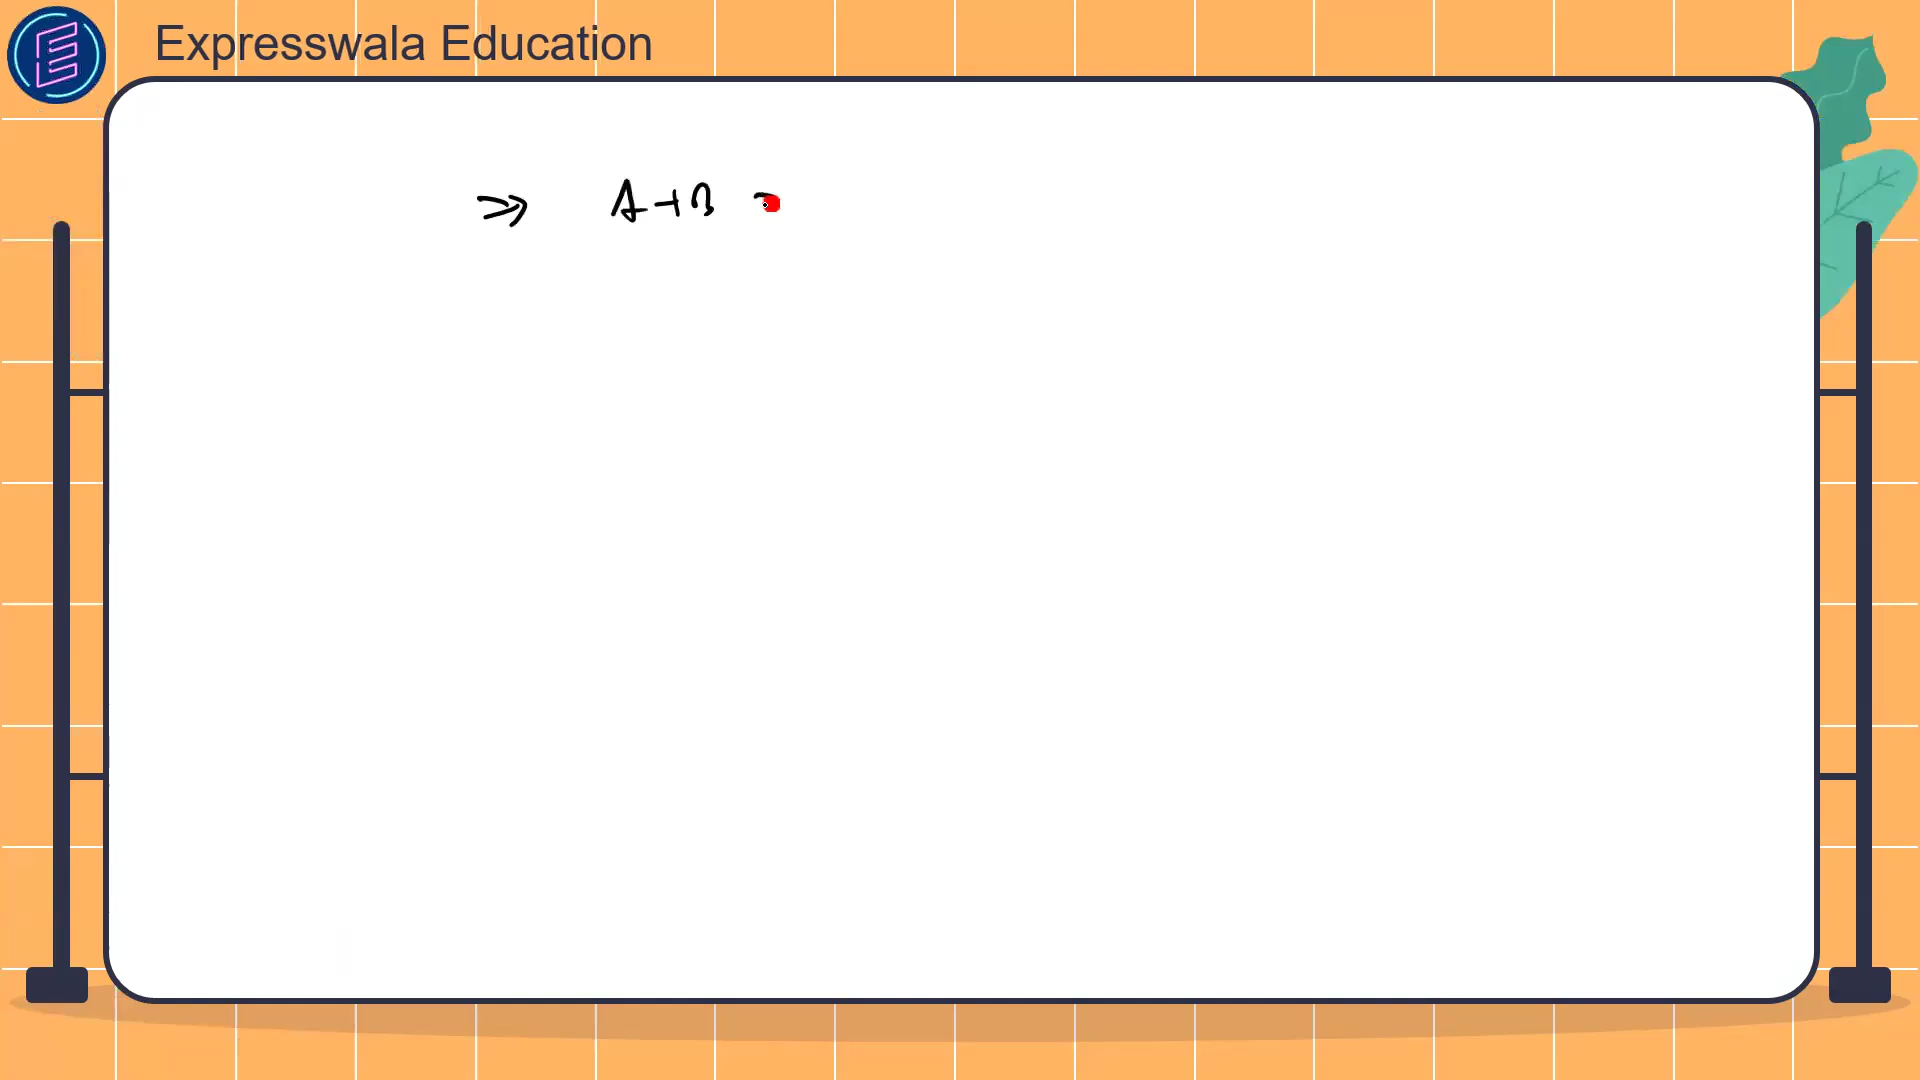 Expresswala Education
⇒ A+B =